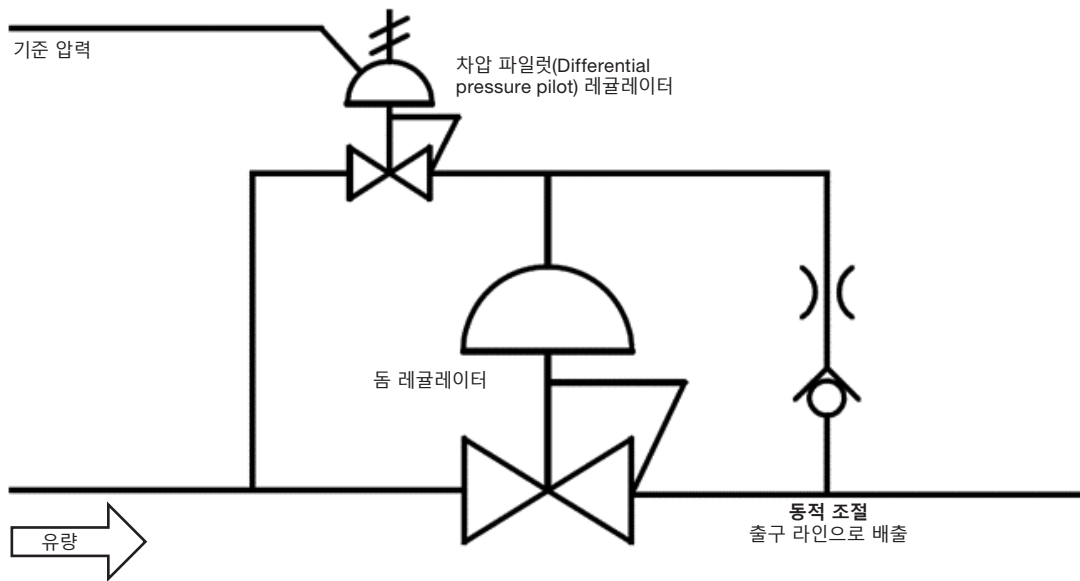 기준 압력
차압 파일럿(Differential
pressure pilot) 레귤레이터
돔 레귤레이터
유량
동적 조절
출구 라인으로 배출